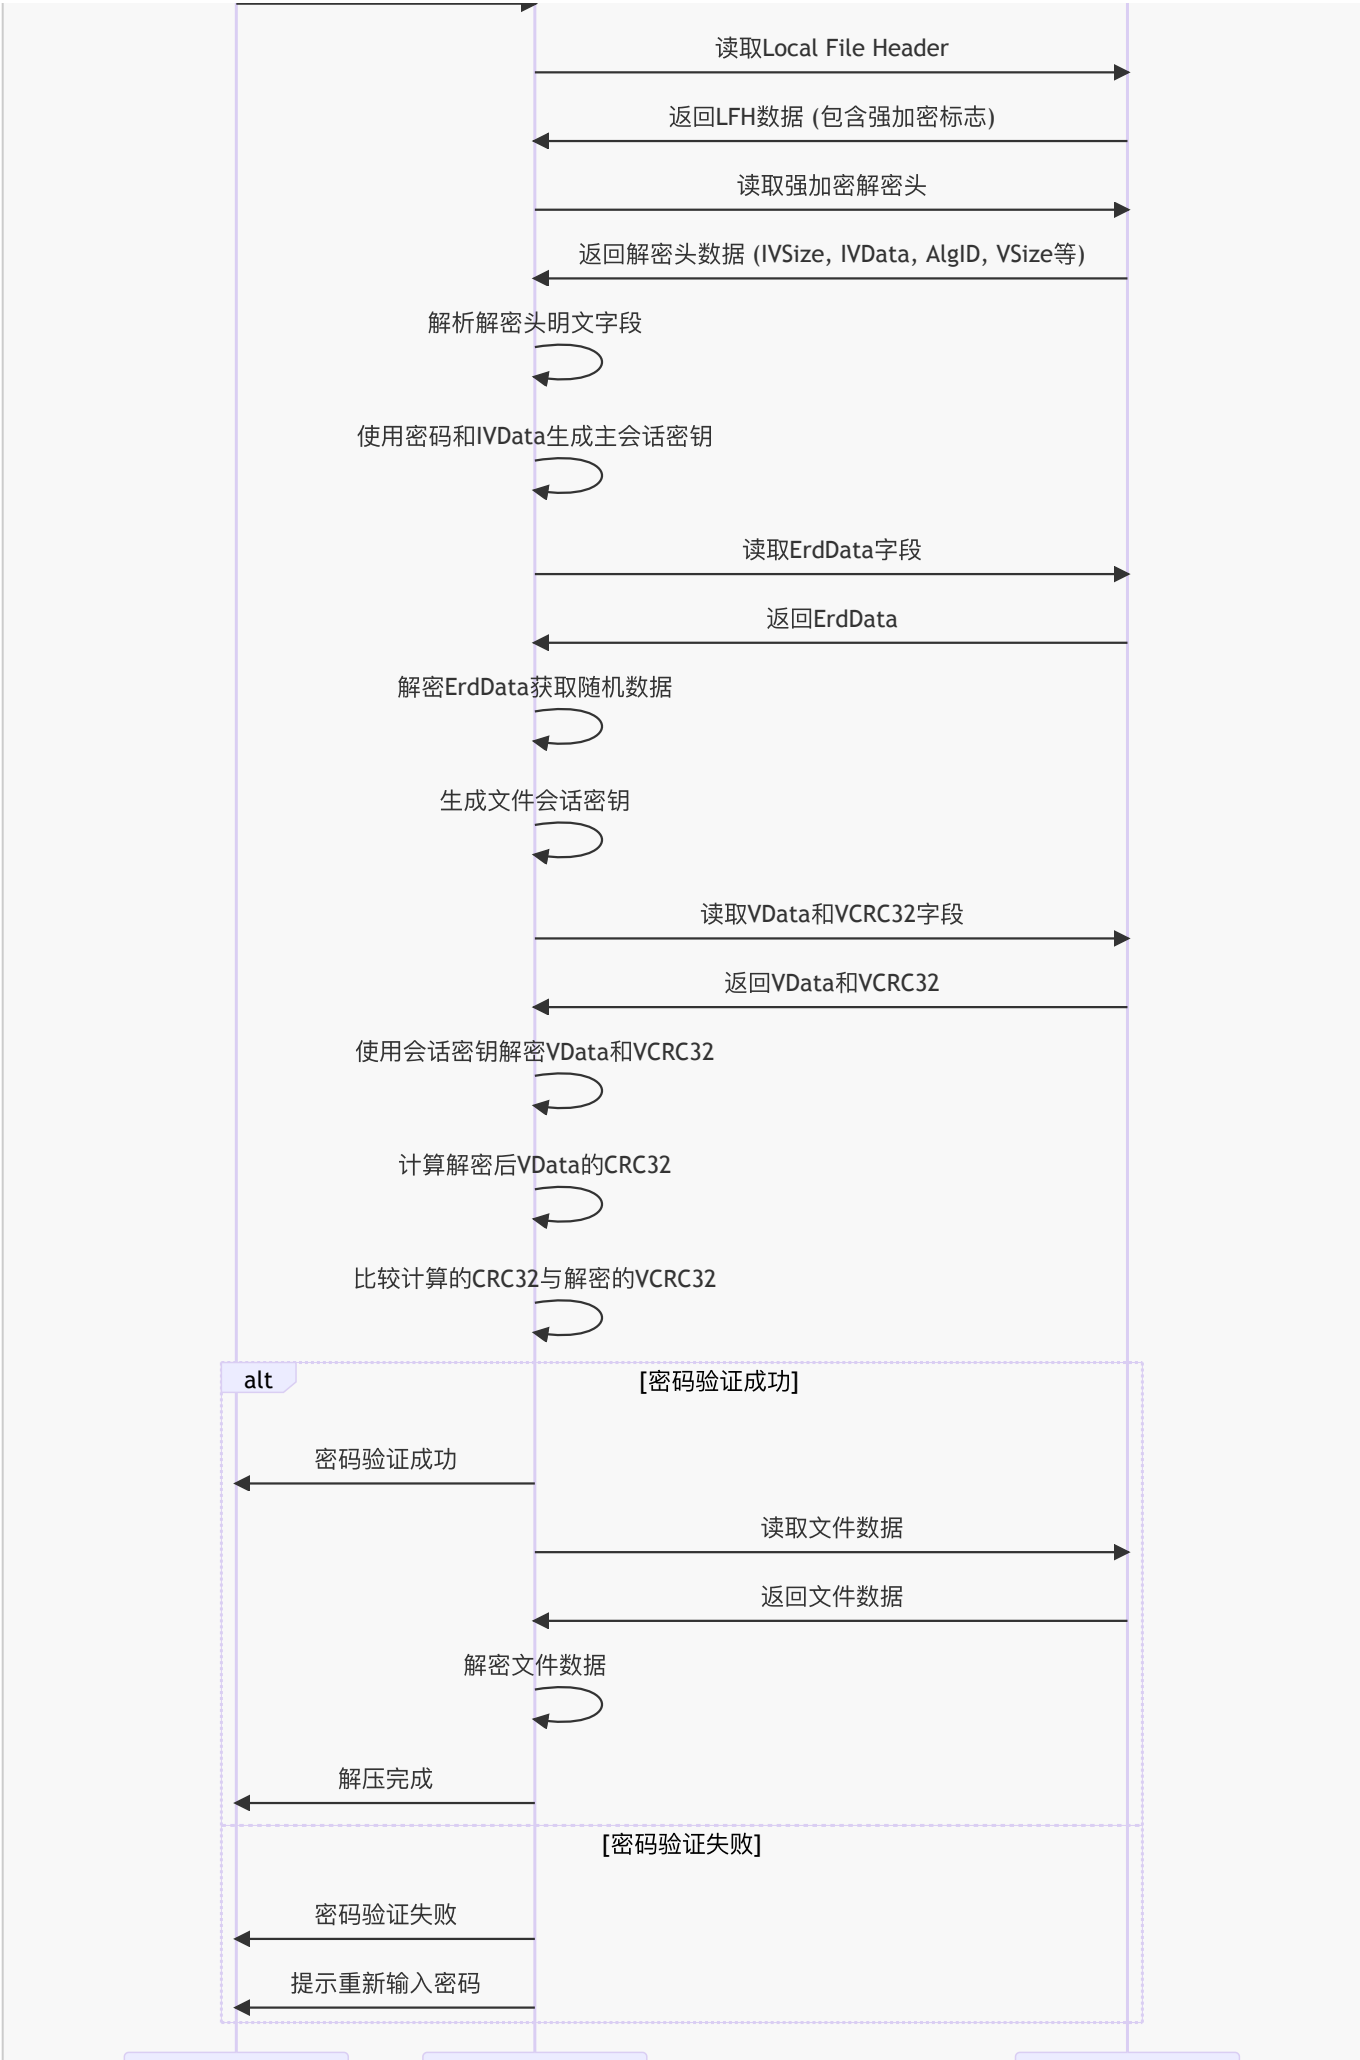 读取Local File Header
返回LFH数据 (包含强加密标志)
读取强加密解密头
返回解密头数据 (IVSize, IVData, AlgID, VSize等)
解析解密头明文字段
使用密码和IVData生成主会话密钥
读取ErdData字段
返回ErdData
解密ErdData获取随机数据
生成文件会话密钥
读取VData和VCRC32字段
返回VData和VCRC32
使用会话密钥解密VData和VCRC32
计算解密后VData的CRC32
比较计算的CRC32与解密的VCRC32
alt
[密码验证成功]
密码验证成功
读取文件数据
返回文件数据
解密文件数据
解压完成
[密码验证失败]
密码验证失败
提示重新输入密码